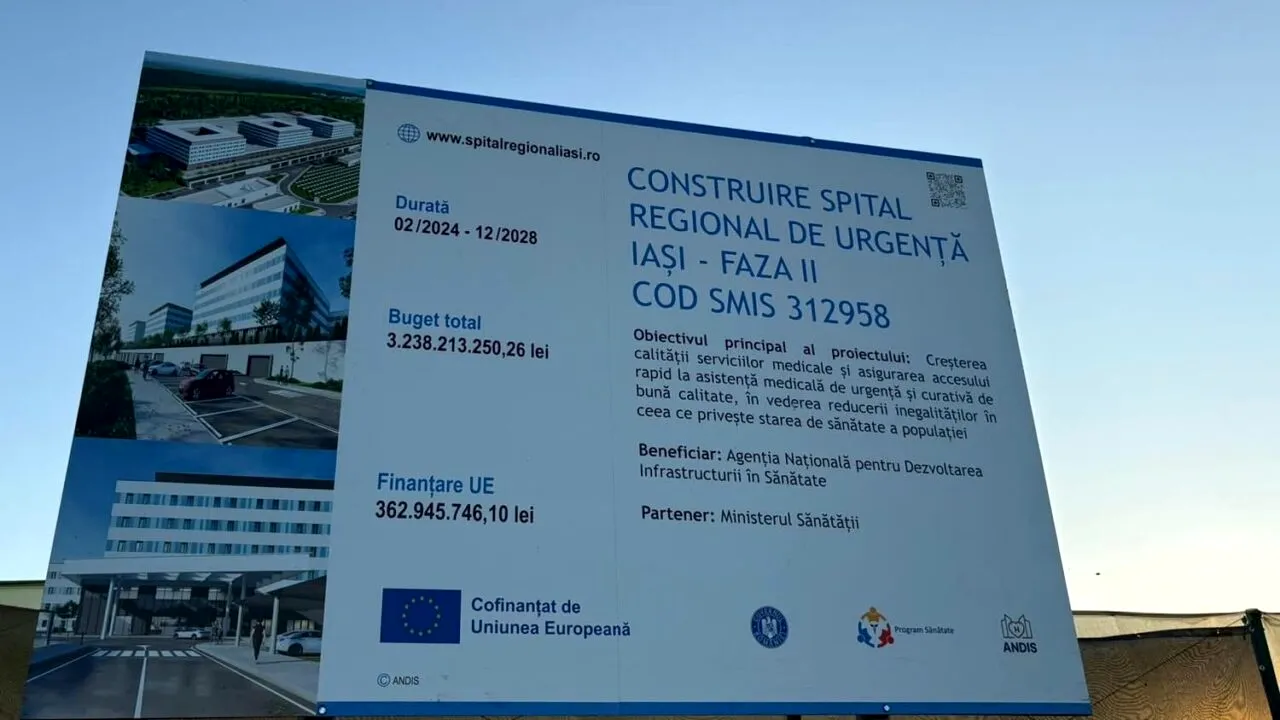 www.spitalregionaliasi.ro
Durată
02/2024 - 12/2028
Buget total
3.238.213.250,26 lei
Finanțare UE
362.945.746,10 lei
Cofinanțat de
Uniunea Europeană
© ANDIS
CONSTRUIRE SPITAL
REGIONAL DE URGENȚĂ
IAȘI - FAZA II
COD SMIS 312958
Obiectivul principal al proiectului: Creșterea
calității serviciilor medicale și asigurarea accesului
rapid la asistență medicală de urgență și curativă de
bună calitate, în vederea reducerii inegalităților în
ceea ce privește starea de sănătate a populației
Beneficiar: Agenția Națională pentru Dezvoltarea
Infrastructurii în Sănătate
Partener: Ministerul Sănătății
Program Sănătate
ANDIS